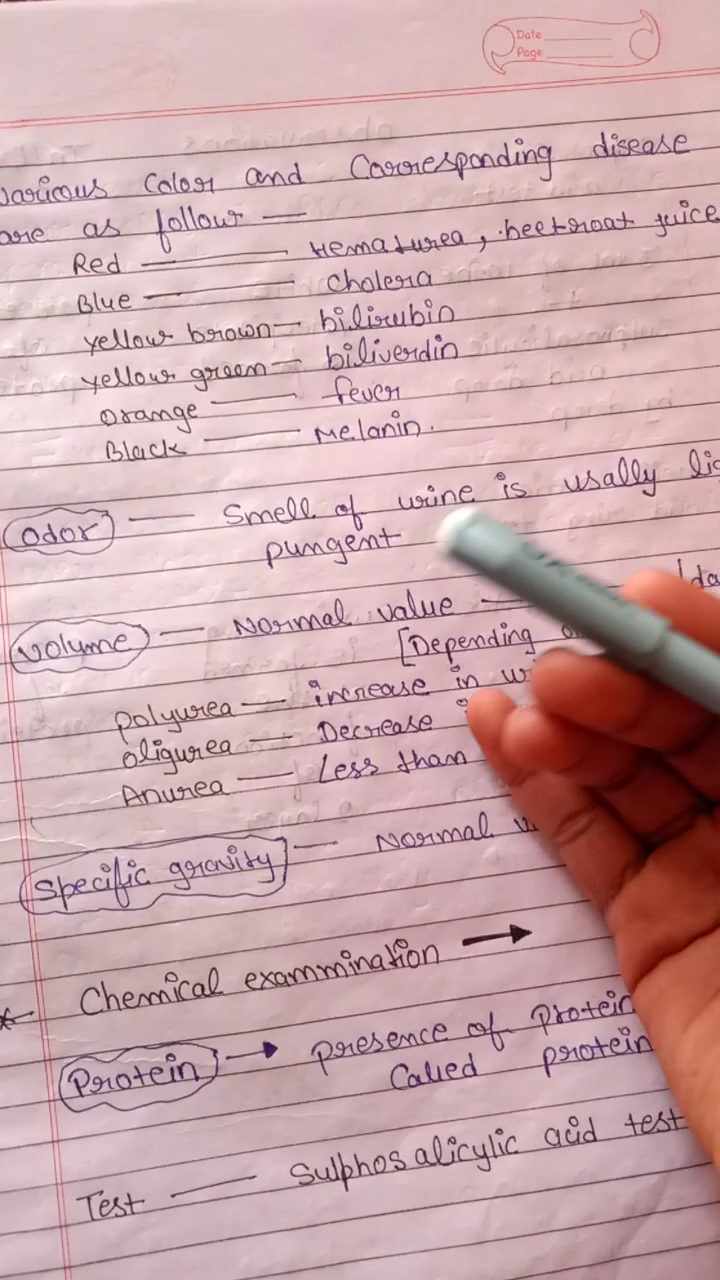 Date
Page
various color and Corresponding disease
are as follow —
Red — Hematurea, beetroat juice
Blue — cholera
yellow brown — bilirubin
yellow green — biliverdin
orange — fever
Black — Melanin.
odor — Smell of urine is usally
pungent
volume — Normal value —
[Depending
polyurea — increase in
oligurea — Decrease
Anurea — Less than
Specific gravity — Normal
* Chemical exammination →
Protein → presence of Protein
Called protein
Test — Sulphosalicylic acid test